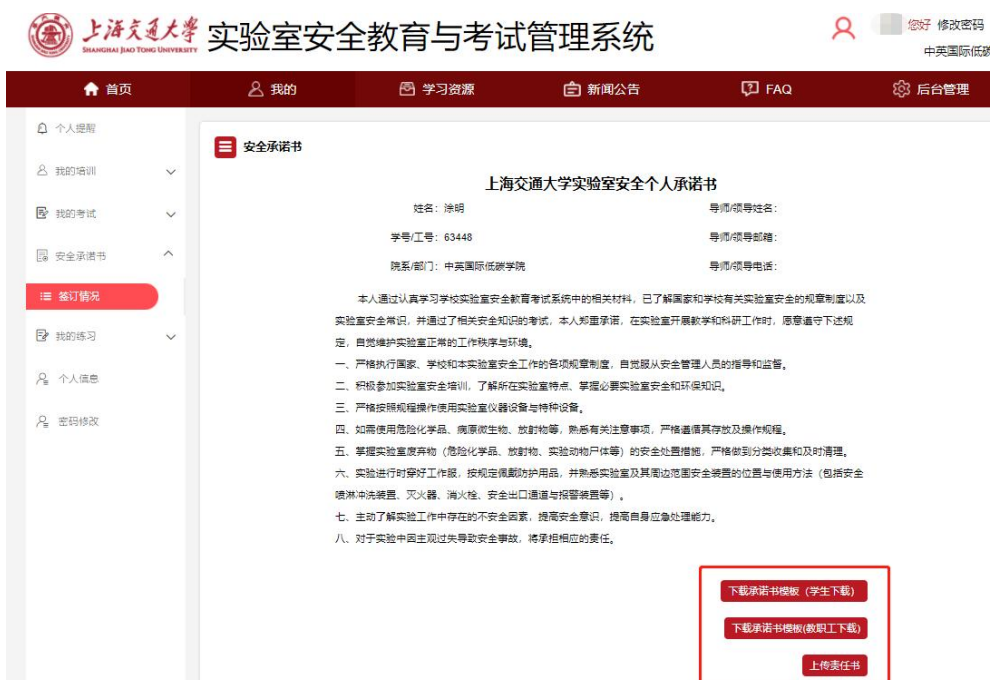 上海交通大学
SHANGHAI JIAO TONG UNIVERSITY
实验室安全教育与考试管理系统
您好 修改密码
中英国际低碳
首页 我的 学习资源 新闻公告 FAQ 后台管理
个人提醒
我的培训
我的考试
安全承诺书
签订情况
我的练习
个人信息
密码修改
安全承诺书
上海交通大学实验室安全个人承诺书
姓名：涂明 导师/领导姓名：
学号/工号：63448 导师/领导邮箱：
院系/部门：中英国际低碳学院 导师/领导电话：
本人通过认真学习学校实验室安全教育考试系统中的相关材料，已了解国家和学校有关实验室安全的规章制度以及
实验室安全常识，并通过了相关安全知识的考试，本人郑重承诺，在实验室开展教学和科研工作时，愿意遵守下述规
定，自觉维护实验室正常的工作秩序与环境。
一、严格执行国家、学校和本实验室安全工作的各项规章制度，自觉服从安全管理人员的指导和监督。
二、积极参加实验室安全培训，了解所在实验室特点、掌握必要实验室安全和环保知识。
三、严格按照规程操作使用实验室仪器设备与特种设备。
四、如需使用危险化学品、病原微生物、放射物等，熟悉有关注意事项，严格遵循其存放及操作规程。
五、掌握实验室废弃物（危险化学品、放射物、实验动物尸体等）的安全处置措施，严格做到分类收集和及时清理。
六、实验进行时穿好工作服，按规定佩戴防护用品，并熟悉实验室及其周边范围安全装置的位置与使用方法（包括安全
喷淋冲洗装置、灭火器、消火栓、安全出口通道与报警装置等）。
七、主动了解实验工作中存在的不安全因素，提高安全意识，提高自身应急处理能力。
八、对于实验中因主观过失导致安全事故，将承担相应的责任。
下载承诺书模板（学生下载）
下载承诺书模板(教职工下载)
上传责任书